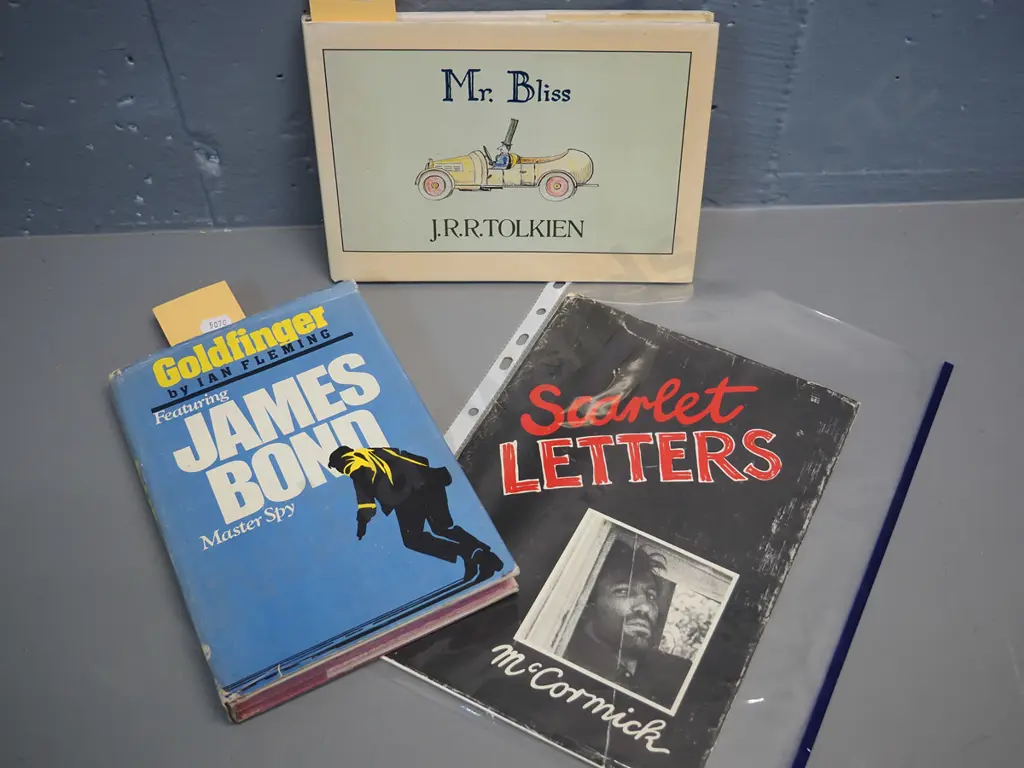 Mr. Bliss
J.R.R.TOLKIEN
Goldfinger
by IAN FLEMING
Featuring
JAMES
BOND
Master Spy
Scarlet
LETTERS
McCormick